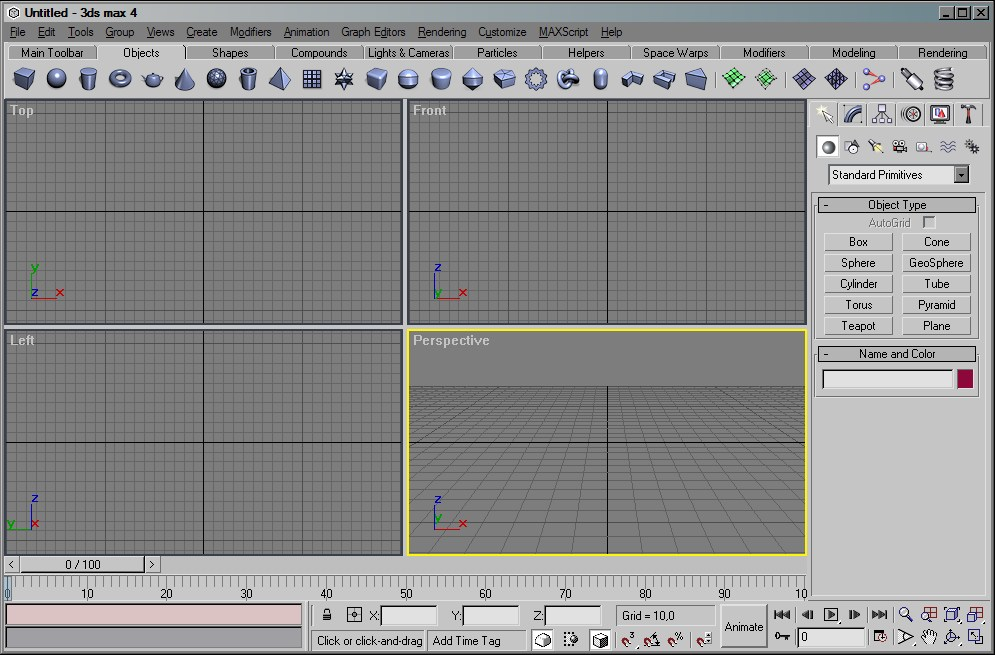 Untitled - 3ds max 4
File Edit Tools Group Views Create Modifiers Animation Graph Editors Rendering Customize MAXScript Help
Main Toolbar Objects Shapes Compounds Lights & Cameras Particles Helpers Space Warps Modifiers Modeling Rendering
Top
Front
Standard Primitives
- Object Type
AutoGrid
Box Cone
Sphere GeoSphere
Cylinder Tube
Torus Pyramid
Teapot Plane
- Name and Color
y
z x
z
y x
Left
Perspective
z
y x
z
y x
< 0 / 100 >
0 10 20 30 40 50 60 70 80 90 10
X: Y: Z: Grid = 10,0
Animate
0
Click or click-and-drag Add Time Tag
3 %